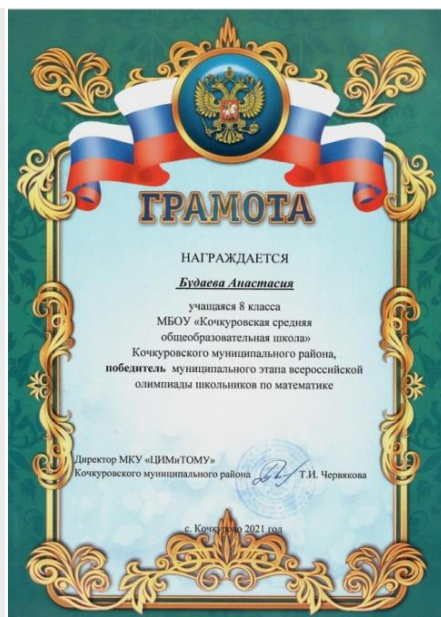 ГРАМОТА
НАГРАЖДАЕТСЯ
Будаева Анастасия
учащаяся 8 класса
МБОУ «Кочкуровская средняя
общеобразовательная школа»
Кочкуровского муниципального района,
победитель муниципального этапа всероссийской
олимпиады школьников по математике
Директор МКУ «ЦИМиТОМУ»
Кочкуровского муниципального района Т.И. Червякова
с. Кочкурово 2021 год